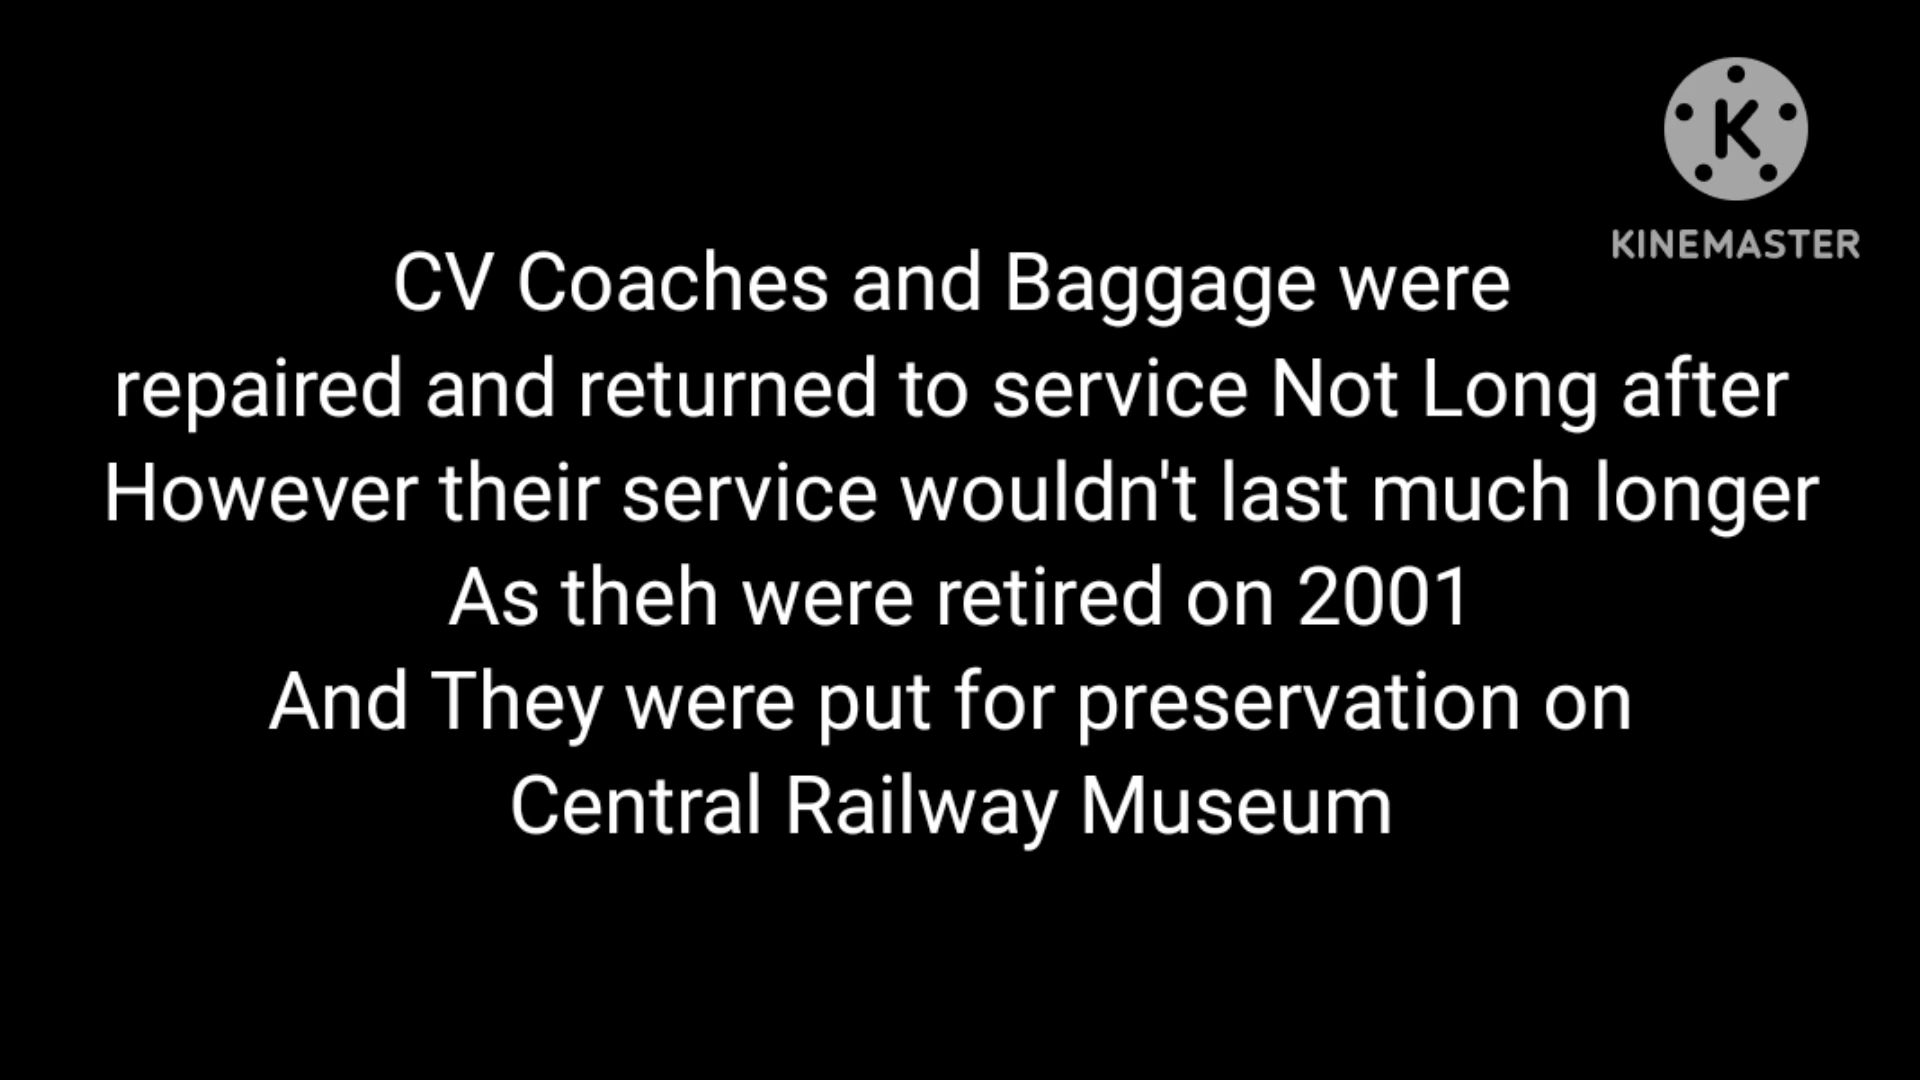 K
KINEMASTER
CV Coaches and Baggage were
repaired and returned to service Not Long after
However their service wouldn't last much longer
As theh were retired on 2001
And They were put for preservation on
Central Railway Museum